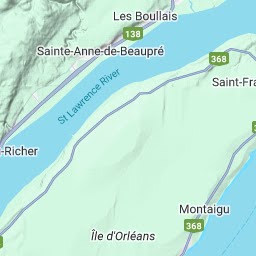 Les Boullais
138
Sainte-Anne-de-Beaupré
368
St Lawrence River
Saint-Fra
-Richer
Montaigu
368
Île d'Orléans